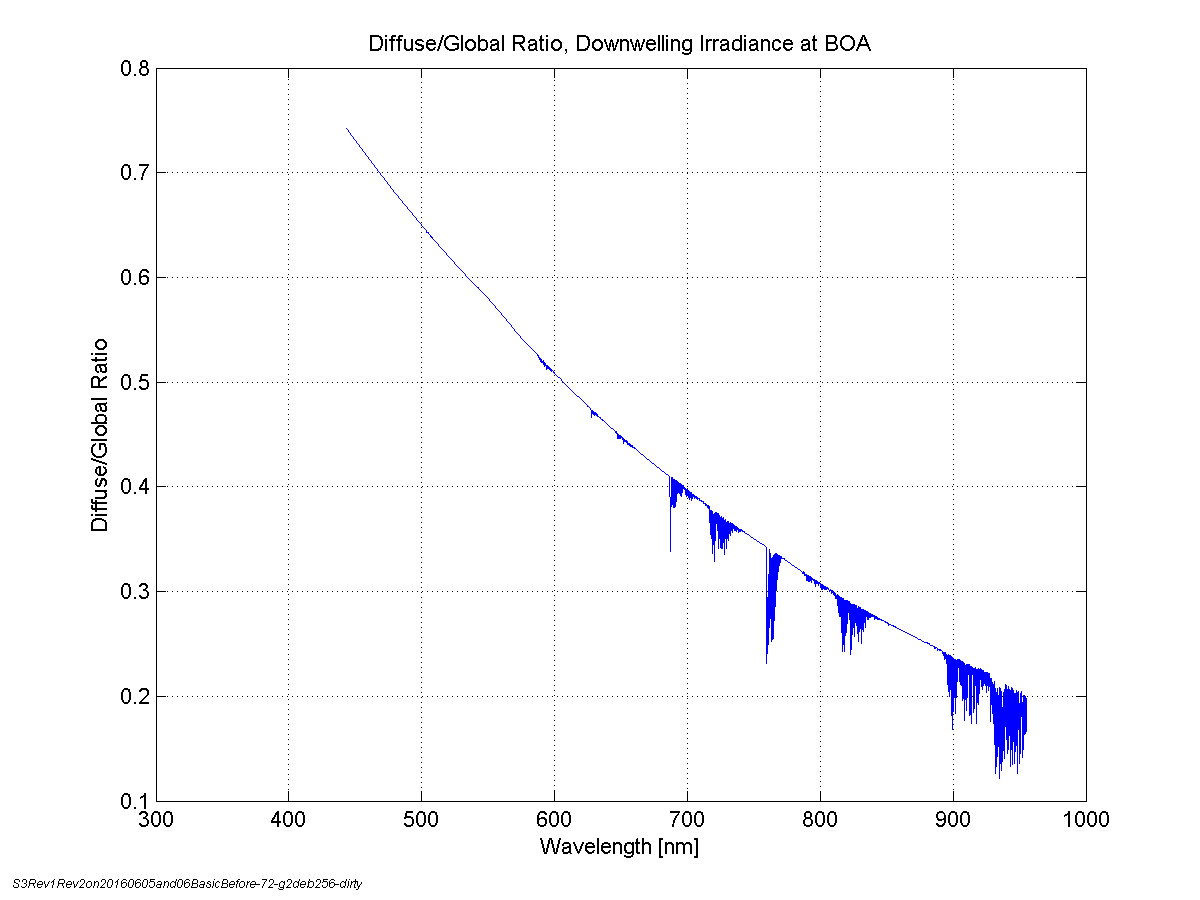 Diffuse/Global Ratio, Downwelling Irradiance at BOA
0.8
0.7
0.6
0.5
0.4
0.3
0.2
0.1
Diffuse/Global Ratio
300 400 500 600 700 800 900 1000
Wavelength [nm]
S3Rev1Rev2on20160605and06BasicBefore-72-g2deb256-dirty